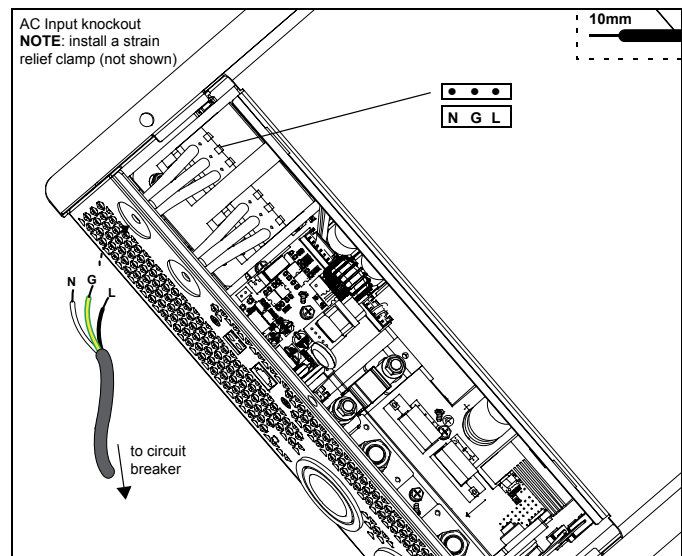 AC Input knockout
NOTE: install a strain
relief clamp (not shown)
10mm
N G L
N G L
to circuit
breaker